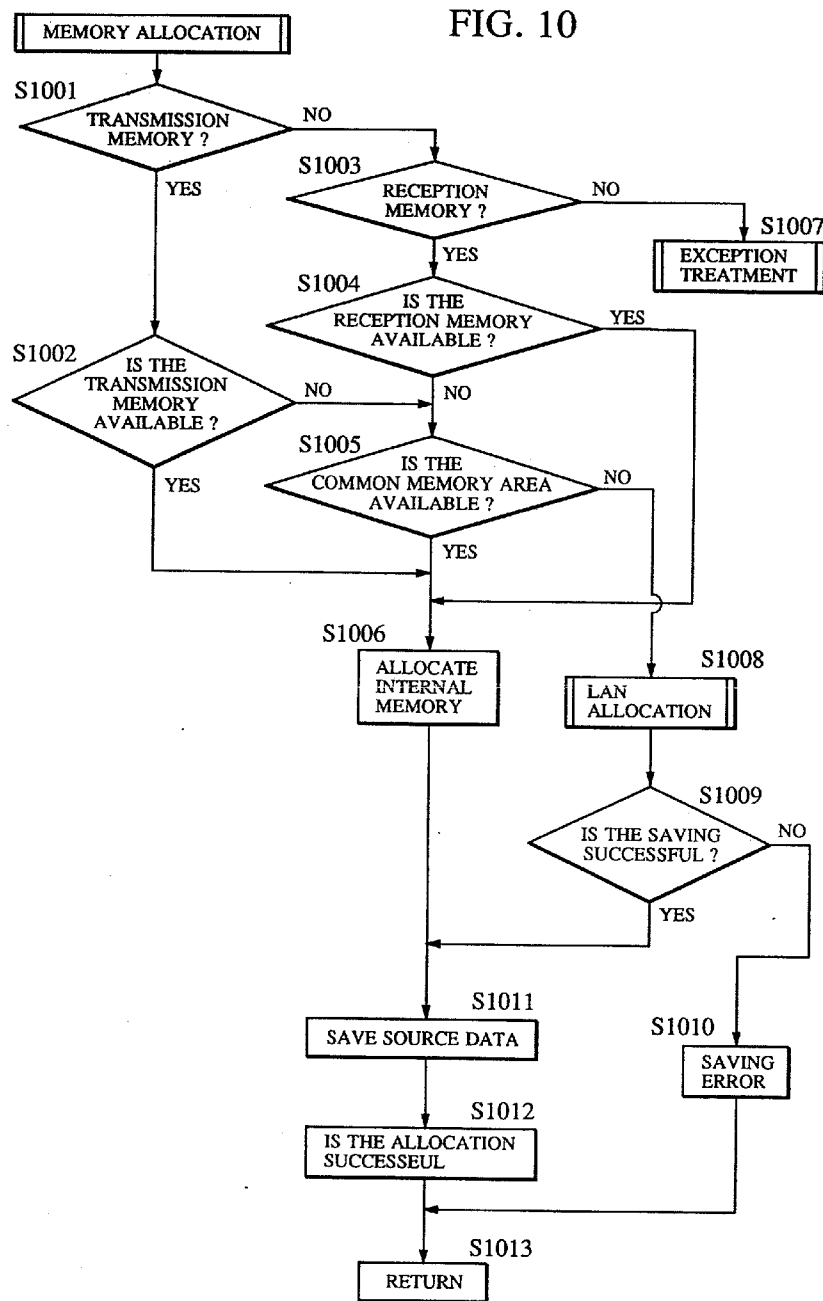 FIG. 10
MEMORY ALLOCATION
S1001
TRANSMISSION
MEMORY ?
NO
YES
S1003
RECEPTION
MEMORY ?
NO
YES
S1007
EXCEPTION
TREATMENT
S1004
IS THE
RECEPTION MEMORY
AVAILABLE ?
YES
NO
S1002
IS THE
TRANSMISSION
MEMORY
AVAILABLE ?
NO
YES
S1005
IS THE
COMMON MEMORY AREA
AVAILABLE ?
NO
YES
S1006
ALLOCATE
INTERNAL
MEMORY
S1008
LAN
ALLOCATION
S1009
IS THE SAVING
SUCCESSFUL ?
NO
YES
S1011
SAVE SOURCE DATA
S1010
SAVING
ERROR
S1012
IS THE ALLOCATION
SUCCESSEUL
S1013
RETURN